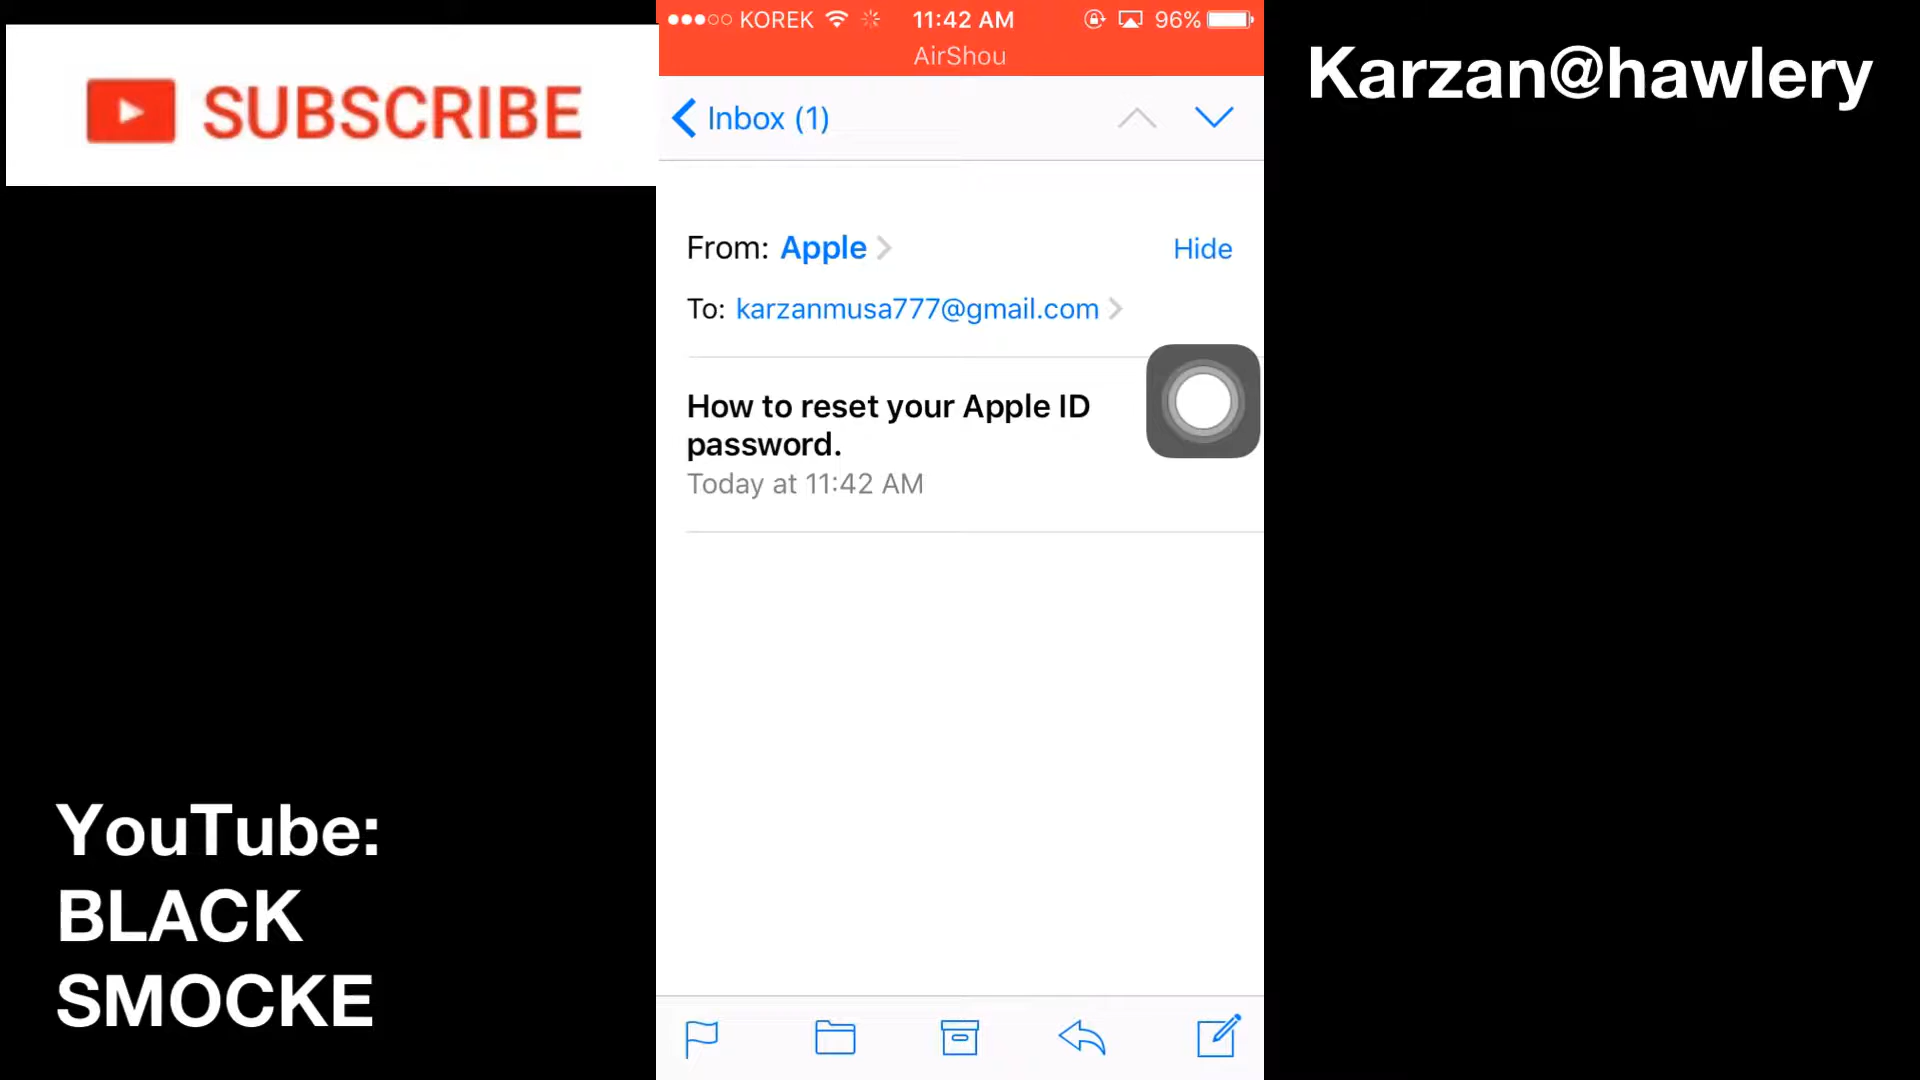 SUBSCRIBE
KOREK 11:42 AM 96%
AirShou
Karzan@hawlery
Inbox (1)
From: Apple Hide
To: karzanmusa777@gmail.com
How to reset your Apple ID
password.
Today at 11:42 AM
YouTube:
BLACK
SMOCKE